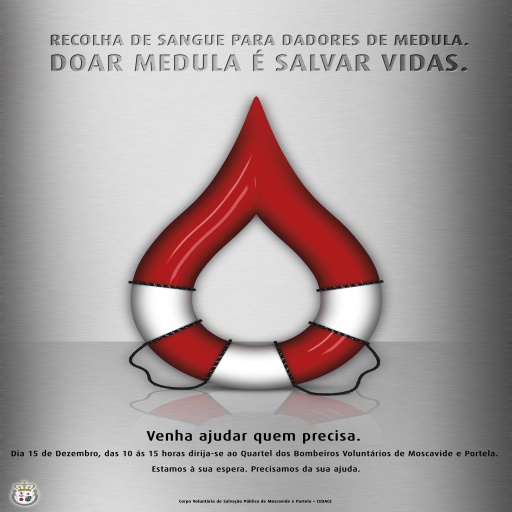 RECOLHA DE SANGUE PARA DADORES DE MEDULA.
DOAR MEDULA É SALVAR VIDAS.
Venha ajudar quem precisa.
Dia 15 de Dezembro, das 10 ás 15 horas dirija-se ao Quartel dos Bombeiros Voluntários de Moscavide e Portela.
Estamos à sua espera. Precisamos da sua ajuda.
Corpo Voluntário de Salvação Pública de Moscavide e Portela - CEDACE